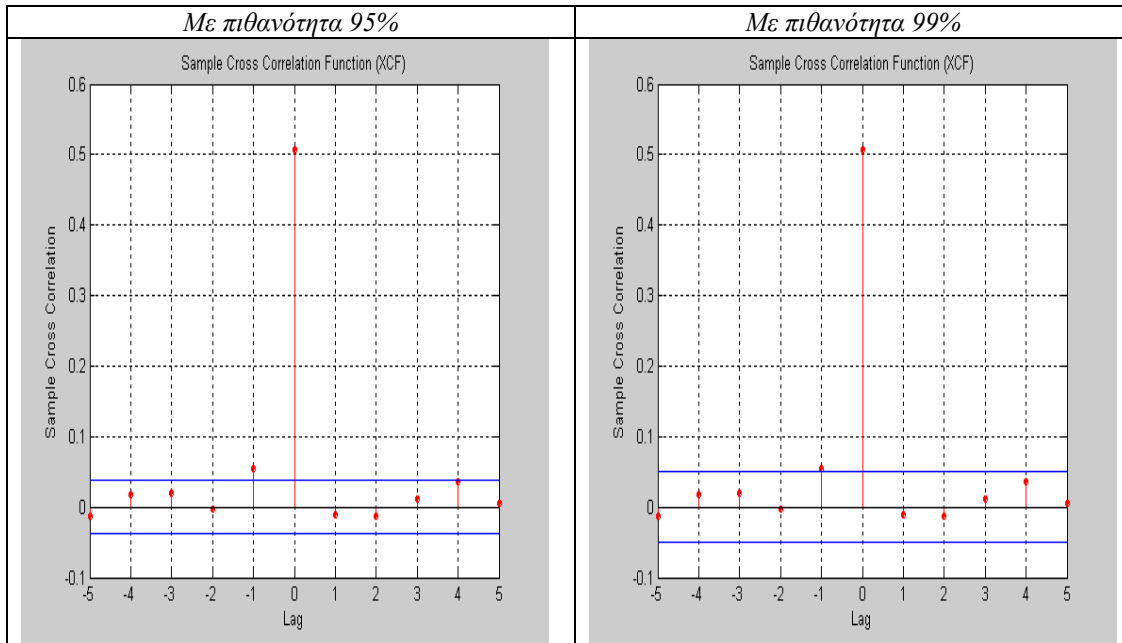 Με πιθανότητα 95%
Με πιθανότητα 99%
Sample Cross Correlation Function (XCF)
0.6
0.5
0.4
0.3
0.2
0.1
0
-0.1
Sample Cross Correlation
-5 -4 -3 -2 -1 0 1 2 3 4 5
Lag
Sample Cross Correlation Function (XCF)
0.6
0.5
0.4
0.3
0.2
0.1
0
-0.1
Sample Cross Correlation
-5 -4 -3 -2 -1 0 1 2 3 4 5
Lag